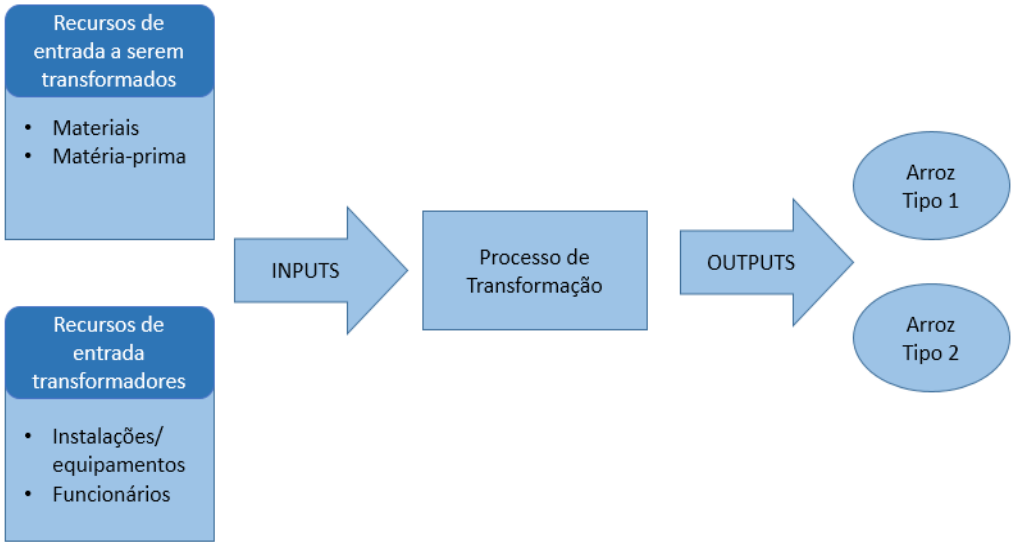 Recursos de
entrada a serem
transformados
• Materiais
• Matéria-prima
Recursos de
entrada
transformadores
• Instalações/
equipamentos
• Funcionários
INPUTS
Processo de
Transformação
OUTPUTS
Arroz
Tipo 1
Arroz
Tipo 2